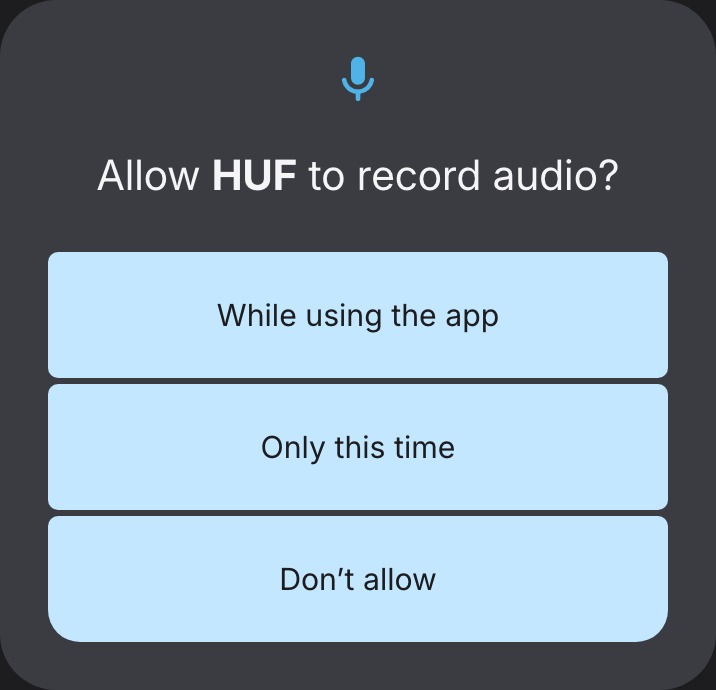 Allow HUF to record audio?
While using the app
Only this time
Don’t allow